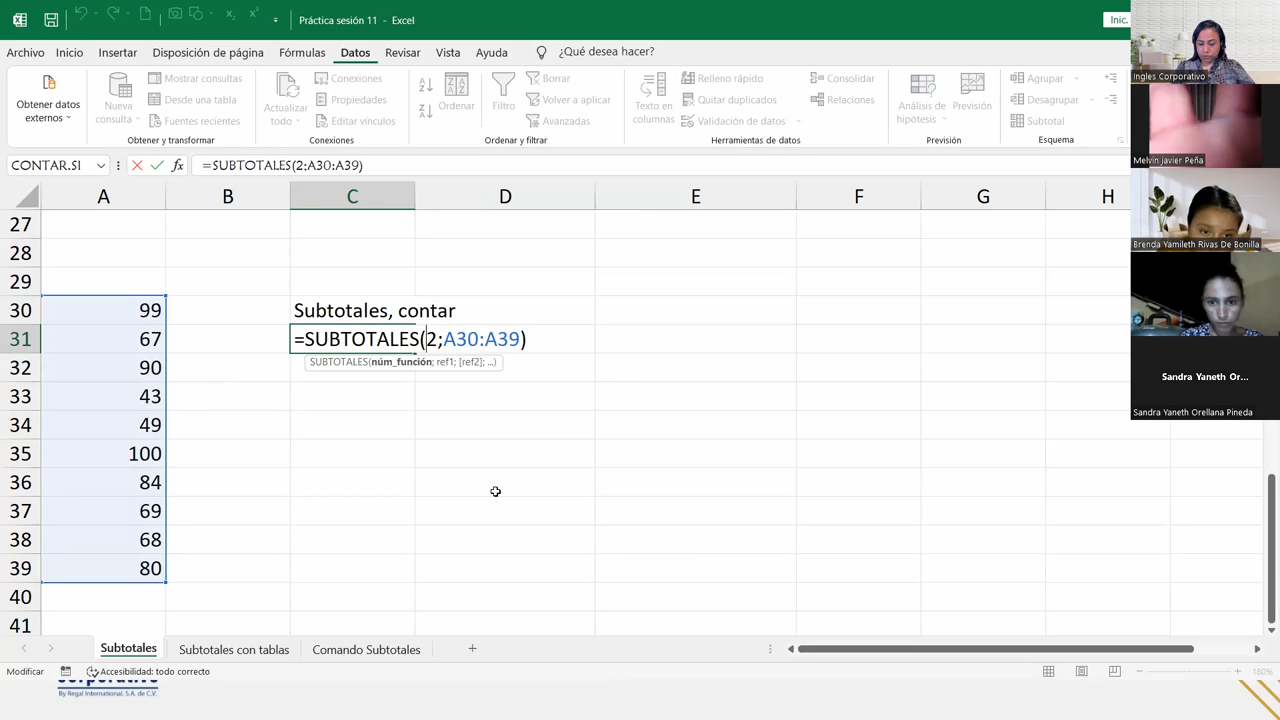 Práctica sesión 11 - Excel
Inic.
Archivo Inicio Insertar Disposición de página Fórmulas Datos Revisar Vista ¿Qué desea hacer?
Obtener datos externos
Nueva consulta
Mostrar consultas
Desde una tabla
Fuentes recientes
Obtener y transformar
Actualizar todo
Conexiones
Propiedades
Editar vínculos
Conexiones
Ordenar
Filtro
Volver a aplicar
Avanzadas
Ordenar y filtrar
Texto en columnas
Relleno rápido
Quitar duplicados
Validación de datos
Consolidar
Relaciones
Herramientas de datos
Análisis de hipótesis
Previsión
Previsión
Agrupar
Desagrupar
Subtotal
Esquema
CONTAR.SI
fx
=SUBTOTALES(2;A30:A39)
A B C D E F G H
27
28
29
30 99 Subtotales, contar
31 67 =SUBTOTALES(2;A30:A39)
SUBTOTALES(núm_función; ref1; [ref2]; ...)
32 90
33 43
34 49
35 100
36 84
37 69
38 68
39 80
40
41
Subtotales Subtotales con tablas Comando Subtotales
Modificar Accesibilidad: todo correcto 180%
By Regal International, S.A. de C.V.
Ingles Corporativo
Melvin javier Peña
Brenda Yamileth Rivas De Bonilla
Sandra Yaneth Or...
Sandra Yaneth Orellana Pineda